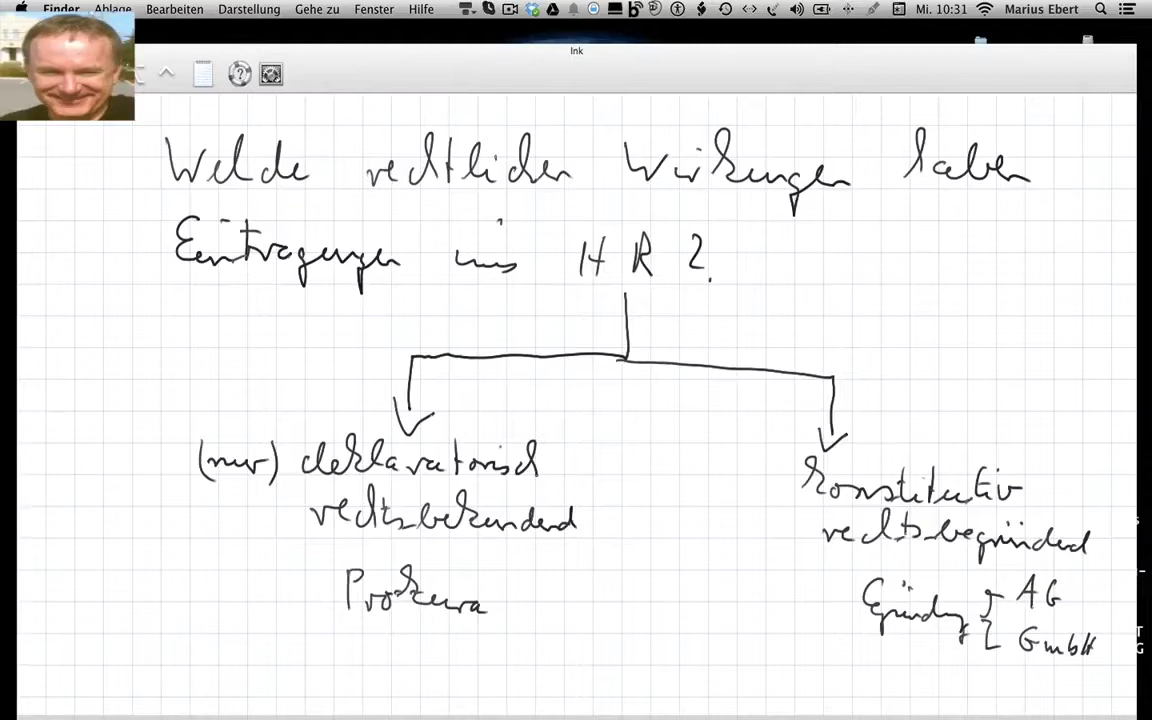 Finder Ablage Bearbeiten Darstellung Gehe zu Fenster Hilfe Mi. 10:31 Marius Ebert
Ink
Welche rechtlichen Wirkungen haben
Eintragungen ins HR?
(nur) deklaratorisch
rechtsbekundend
Prokura
konstitutiv
rechtsbegründend
Gründung AG
GmbH